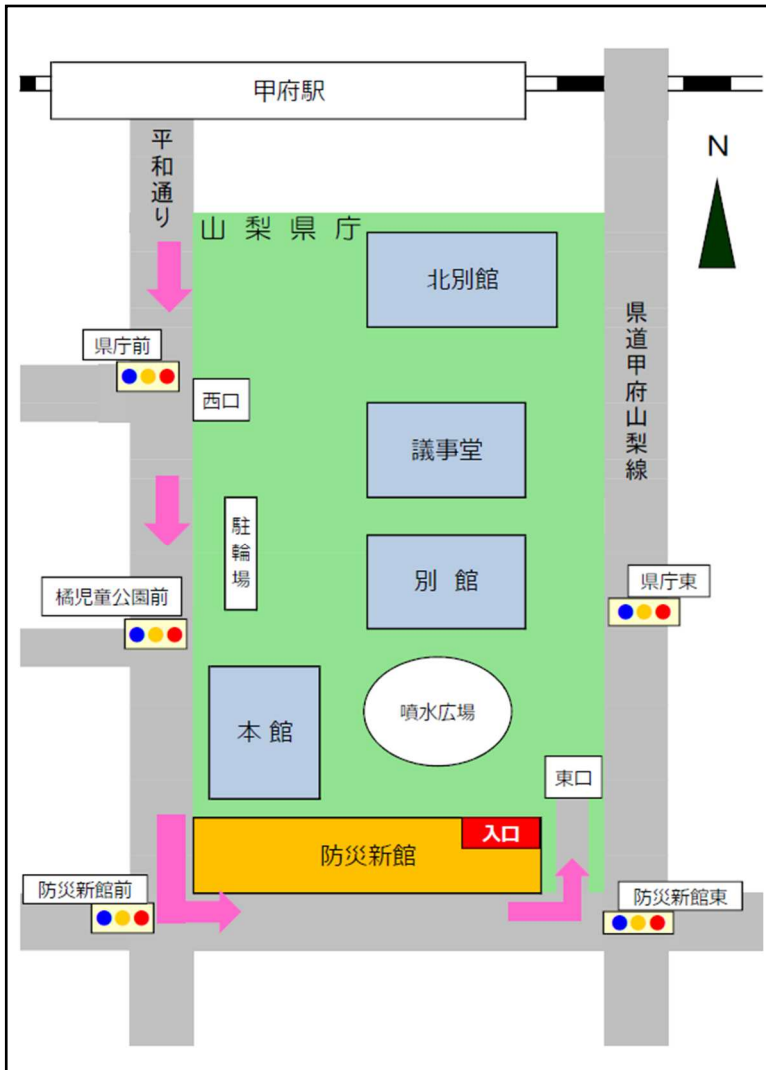 甲府駅
平和通り
N
山梨県庁
北別館
県道甲府山梨線
県庁前
西口
議事堂
駐輪場
別館
県庁東
橘児童公園前
本館
噴水広場
東口
入口
防災新館
防災新館前
防災新館東